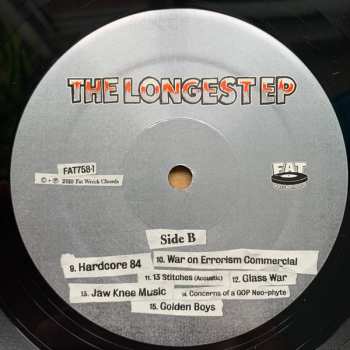 THE LONGEST EP
FAT758-1
© + ℗ 2010 Fat Wreck Chords
FAT
Side B
9. Hardcore 84
10. War on Errorism Commercial
11. 13 Stitches (Acoustic)
12. Glass War
13. Jaw Knee Music
14. Concerns of a GOP Neo-phyte
15. Golden Boys